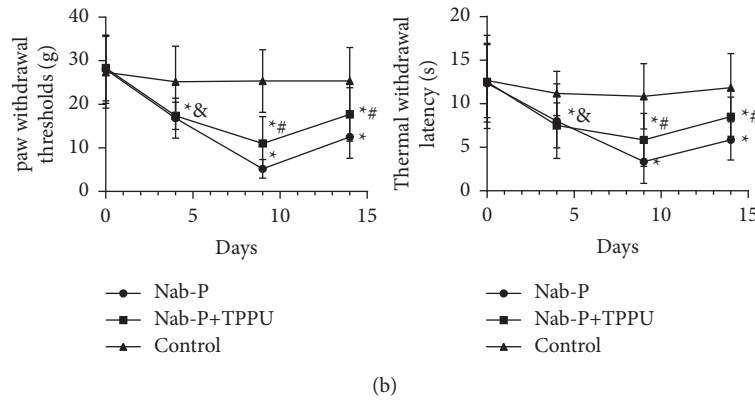 40
30
20
10
0
paw withdrawal
thresholds (g)
*&
*#
*
*#
*
0 5 10 15
Days
Nab-P
Nab-P+TPPU
Control
20
15
10
5
0
Thermal withdrawal
latency (s)
*&
*#
*
*#
*
0 5 10 15
Days
Nab-P
Nab-P+TPPU
Control
(b)